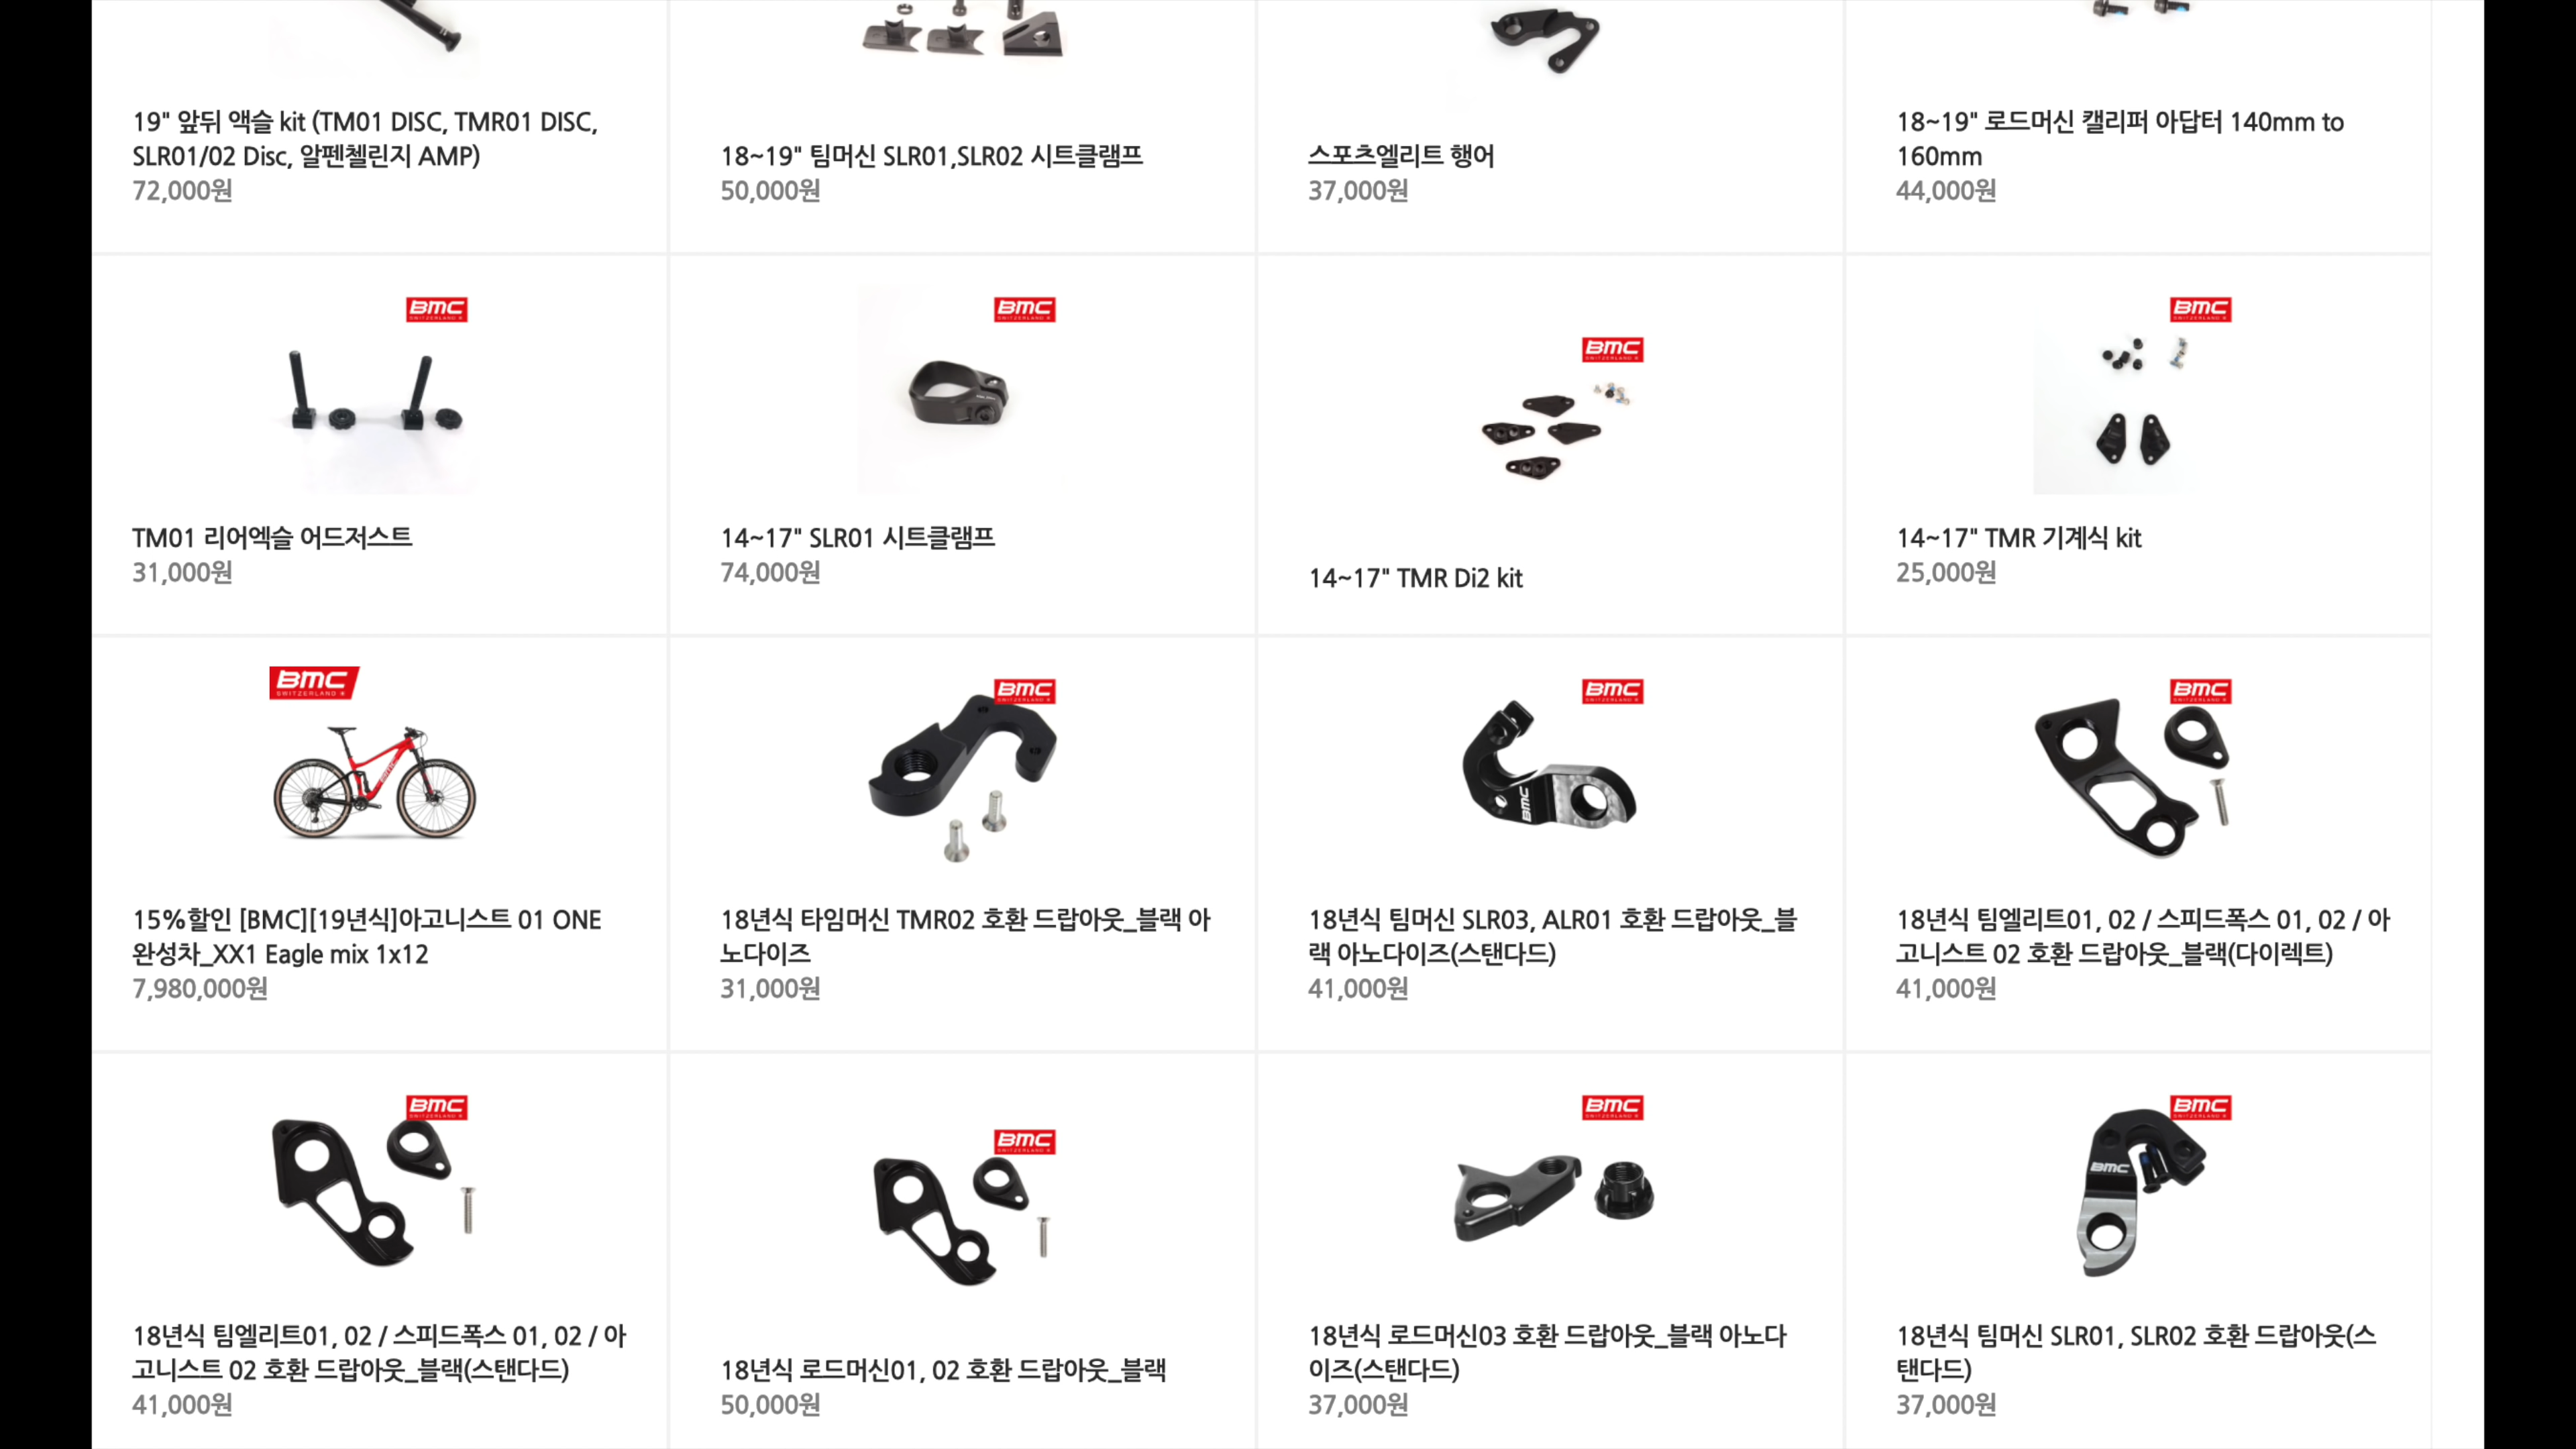 19" 앞뒤 액슬 kit (TM01 DISC, TMR01 DISC,
SLR01/02 Disc, 알펜첼린지 AMP)
72,000원
18~19" 팀머신 SLR01,SLR02 시트클램프
50,000원
스포츠엘리트 행어
37,000원
18~19" 로드머신 캘리퍼 아답터 140mm to
160mm
44,000원
BMC
SWITZERLAND
TM01 리어엑슬 어드저스트
31,000원
BMC
SWITZERLAND
14~17" SLR01 시트클램프
74,000원
BMC
SWITZERLAND
14~17" TMR Di2 kit
BMC
SWITZERLAND
14~17" TMR 기계식 kit
25,000원
BMC
SWITZERLAND
BMC
15%할인 [BMC][19년식]아고니스트 01 ONE
완성차_XX1 Eagle mix 1x12
7,980,000원
BMC
SWITZERLAND
18년식 타임머신 TMR02 호환 드랍아웃_블랙 아
노다이즈
31,000원
BMC
SWITZERLAND
BMC
18년식 팀머신 SLR03, ALR01 호환 드랍아웃_블
랙 아노다이즈(스탠다드)
41,000원
BMC
SWITZERLAND
18년식 팀엘리트01, 02 / 스피드폭스 01, 02 / 아
고니스트 02 호환 드랍아웃_블랙(다이렉트)
41,000원
BMC
SWITZERLAND
18년식 팀엘리트01, 02 / 스피드폭스 01, 02 / 아
고니스트 02 호환 드랍아웃_블랙(스탠다드)
41,000원
BMC
SWITZERLAND
18년식 로드머신01, 02 호환 드랍아웃_블랙
50,000원
BMC
SWITZERLAND
18년식 로드머신03 호환 드랍아웃_블랙 아노다
이즈(스탠다드)
37,000원
BMC
SWITZERLAND
BMC
18년식 팀머신 SLR01, SLR02 호환 드랍아웃(스
탠다드)
37,000원